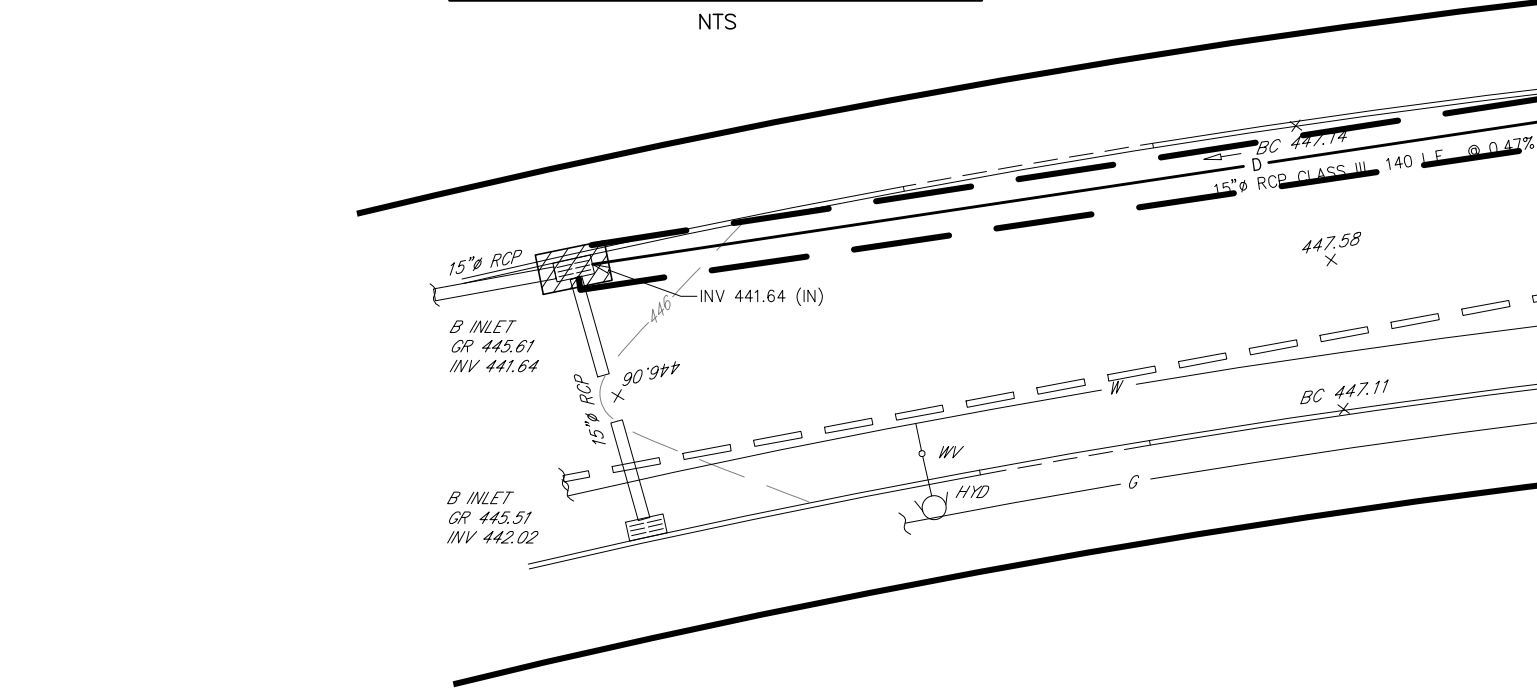 NTS
BC 447.14
D
15"ø RCP CLASS III, 140 L.F. @ 0.47%
447.58
15"ø RCP
446
INV 441.64 (IN)
B INLET
GR 445.61
INV 441.64
446.06
15"ø RCP
W
BC 447.11
WV
G
HYD
B INLET
GR 445.51
INV 442.02